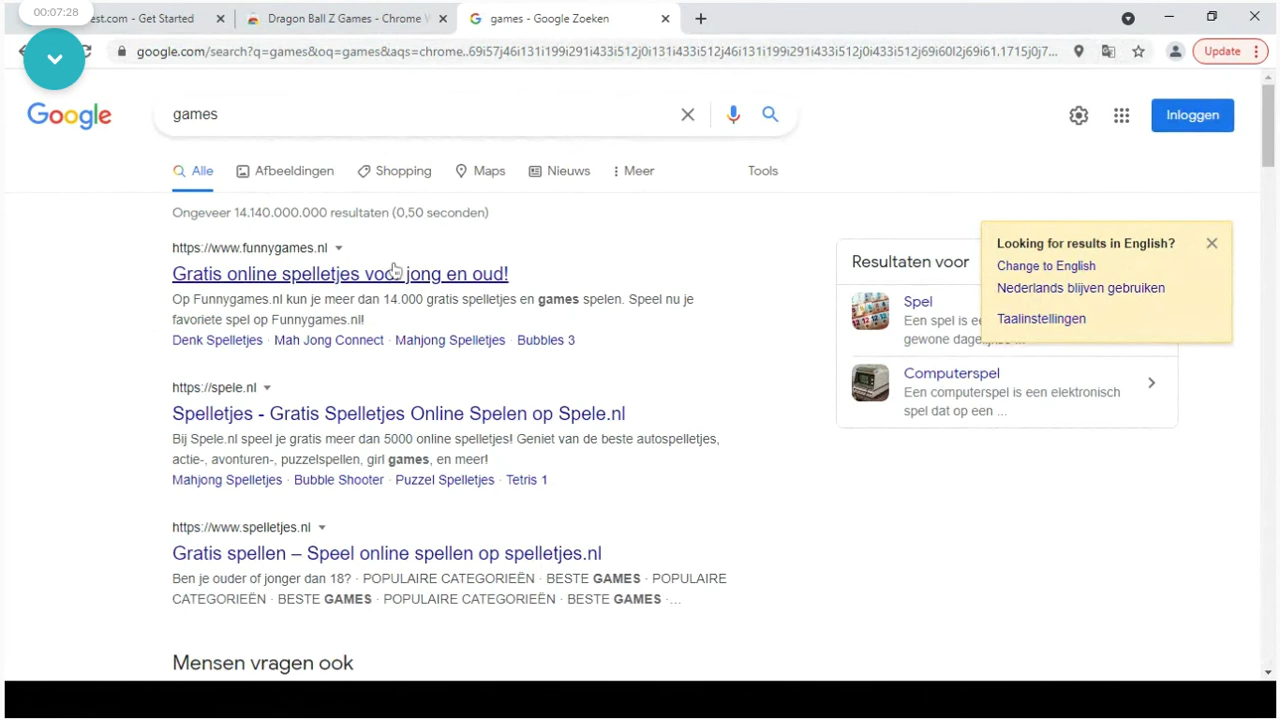 00:07:28
est.com - Get Started
Dragon Ball Z Games - Chrome W
games - Google Zoeken
google.com/search?q=games&oq=games&aqs=chrome..69i57j46i131i199i291i433i512j0i131i433i512j46i131i199i291i433i512j0i131i433i512j0i433i512j69i60l2j69i61.1715j0j7...
Update
Google
games
Inloggen
Alle
Afbeeldingen
Shopping
Maps
Nieuws
Meer
Tools
Ongeveer 14.140.000.000 resultaten (0,50 seconden)
https://www.funnygames.nl
Gratis online spelletjes voor jong en oud!
Op Funnygames.nl kun je meer dan 14.000 gratis spelletjes en games spelen. Speel nu je
favoriete spel op Funnygames.nl!
Denk Spelletjes · Mah Jong Connect · Mahjong Spelletjes · Bubbles 3
https://spele.nl
Spelletjes - Gratis Spelletjes Online Spelen op Spele.nl
Bij Spele.nl speel je gratis meer dan 5000 online spelletjes! Geniet van de beste autospelletjes,
actie-, avonturen-, puzzelspellen, girl games, en meer!
Mahjong Spelletjes · Bubble Shooter · Puzzel Spelletjes · Tetris 1
https://www.spelletjes.nl
Gratis spellen – Speel online spellen op spelletjes.nl
Ben je ouder of jonger dan 18? · POPULAIRE CATEGORIEËN · BESTE GAMES · POPULAIRE
CATEGORIEËN · BESTE GAMES · POPULAIRE CATEGORIEËN · BESTE GAMES ·...
Mensen vragen ook
Resultaten voor
Spel
Een spel is ee
gewone dagelijkse ...
Computerspel
Een computerspel is een elektronisch
spel dat op een ...
Looking for results in English?
Change to English
Nederlands blijven gebruiken
Taalinstellingen